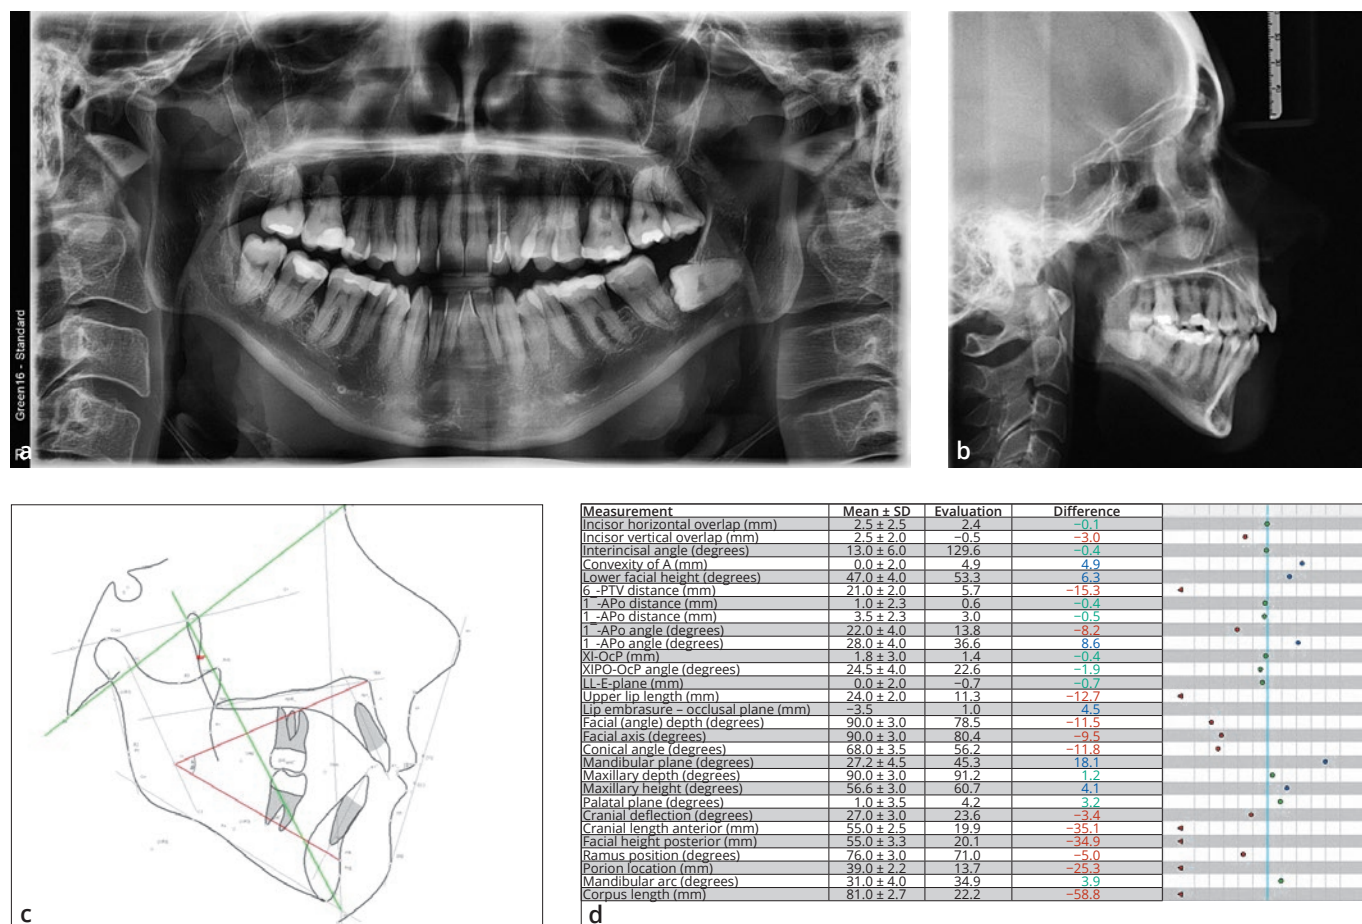 Green16 - Standard
R
a
b
c
Measurement Mean ± SD Evaluation Difference
Incisor horizontal overlap (mm) 2.5 ± 2.5 2.4 −0.1
Incisor vertical overlap (mm) 2.5 ± 2.0 −0.5 −3.0
Interincisal angle (degrees) 13.0 ± 6.0 129.6 −0.4
Convexity of A (mm) 0.0 ± 2.0 4.9 4.9
Lower facial height (degrees) 47.0 ± 4.0 53.3 6.3
6_-PTV distance (mm) 21.0 ± 2.0 5.7 −15.3
1_-APo distance (mm) 1.0 ± 2.3 0.6 −0.4
1_-APo distance (mm) 3.5 ± 2.3 3.0 −0.5
1_-APo angle (degrees) 22.0 ± 4.0 13.8 −8.2
1_-APo angle (degrees) 28.0 ± 4.0 36.6 8.6
XI-OcP (mm) 1.8 ± 3.0 1.4 −0.4
XIPO-OcP angle (degrees) 24.5 ± 4.0 22.6 −1.9
LL-E-plane (mm) 0.0 ± 2.0 −0.7 −0.7
Upper lip length (mm) 24.0 ± 2.0 11.3 −12.7
Lip embrasure – occlusal plane (mm) −3.5 1.0 4.5
Facial (angle) depth (degrees) 90.0 ± 3.0 78.5 −11.5
Facial axis (degrees) 90.0 ± 3.0 80.4 −9.5
Conical angle (degrees) 68.0 ± 3.5 56.2 −11.8
Mandibular plane (degrees) 27.2 ± 4.5 45.3 18.1
Maxillary depth (degrees) 90.0 ± 3.0 91.2 1.2
Maxillary height (degrees) 56.6 ± 3.0 60.7 4.1
Palatal plane (degrees) 1.0 ± 3.5 4.2 3.2
Cranial deflection (degrees) 27.0 ± 3.0 23.6 −3.4
Cranial length anterior (mm) 55.0 ± 2.5 19.9 −35.1
Facial height posterior (mm) 55.0 ± 3.3 20.1 −34.9
Ramus position (degrees) 76.0 ± 3.0 71.0 −5.0
Porion location (mm) 39.0 ± 2.2 13.7 −25.3
Mandibular arc (degrees) 31.0 ± 4.0 34.9 3.9
Corpus length (mm) 81.0 ± 2.7 22.2 −58.8
d